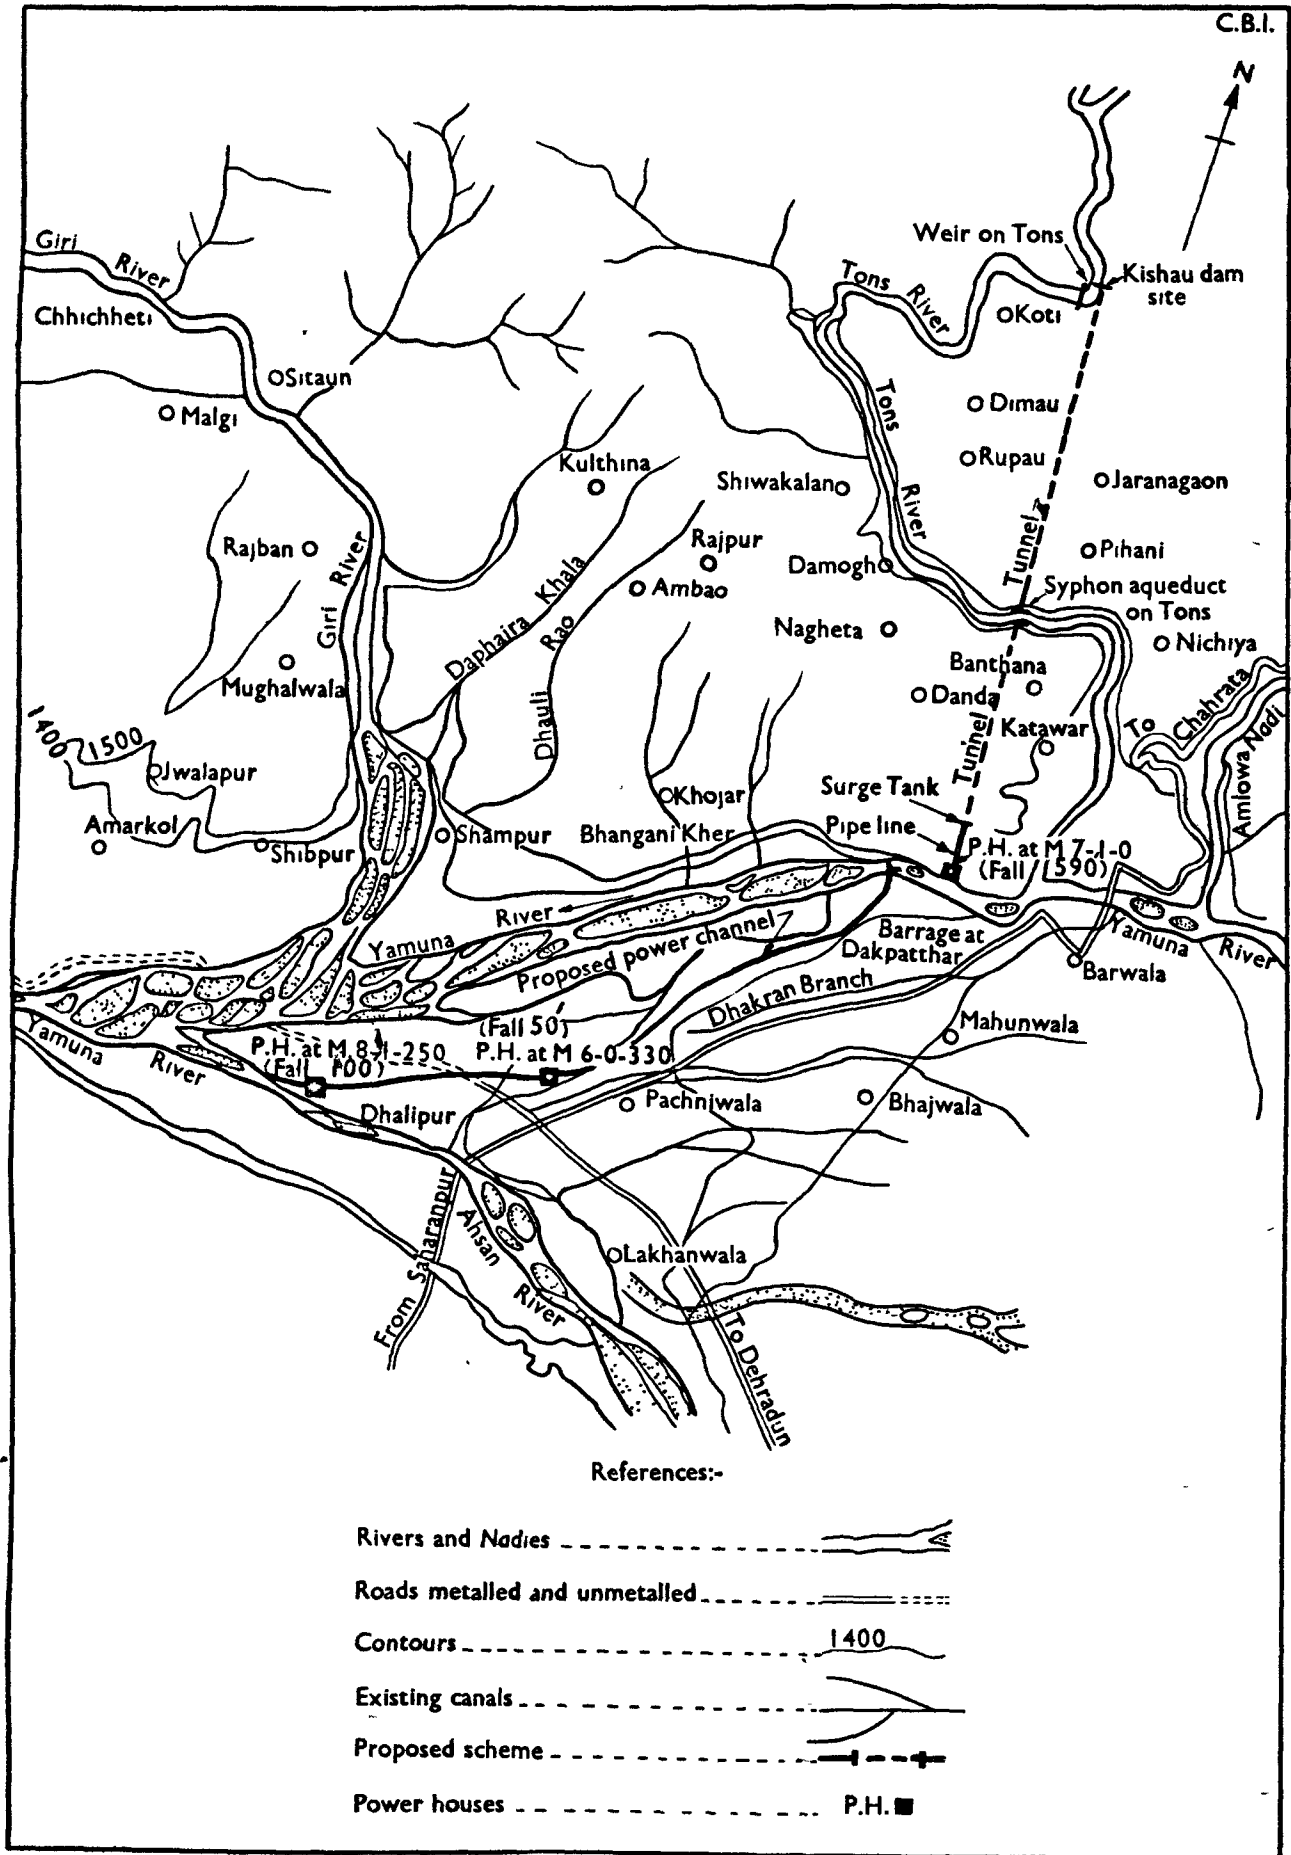 C.B.I.
N
Giri
River
Chhichheti
Sitaun
Malgi
Weir on Tons
Kishau dam
site
Tons
River
Koti
Dimau
Tons
River
Rupau
Jaranagaon
Kulthina
Shiwakalan
Rajban
Giri River
Rajpur
Ambao
Damogh
Tunnel
Pihani
Syphon aqueduct
on Tons
Nichiya
Daphaira Khala
Dhauli Rao
Nagheta
Banthana
Danda
Mughalwala
Katawar
To Chahrata
Amlowa Nadi
1400
1500
Jwalapur
Khojar
Tunnel
Surge Tank
Amarkol
Shibpur
Shampur
Bhangani Kher
Pipe line
P.H. at M 7-1-0
(Fall 590)
River
Yamuna
Proposed power channel
Barrage at
Dakpatthar
Yamuna
River
Barwala
Dhakran Branch
Mahunwala
Yamuna
River
P.H. at M 8-1-250
(Fall 100)
(Fall 50')
P.H. at M 6-0-330
Pachniwala
Bhajwala
Dhalipur
From Saharanpur
Ahsan
River
Lakhanwala
To Dehradun
References:-
Rivers and Nadies
Roads metalled and unmetalled
Contours 1400
Existing canals
Proposed scheme
Power houses P.H.